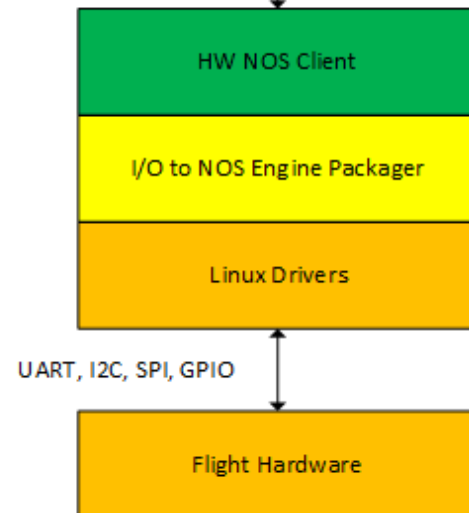 HW NOS Client
I/O to NOS Engine Packager
Linux Drivers
UART, I2C, SPI, GPIO
Flight Hardware